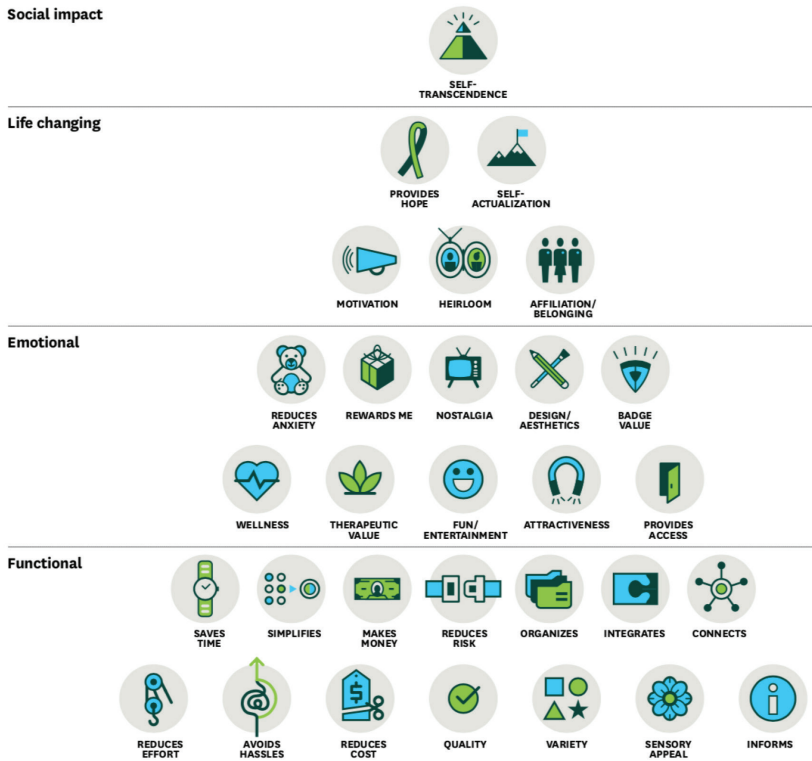 Social impact
SELF-
TRANSCENDENCE
Life changing
PROVIDES
HOPE
SELF-
ACTUALIZATION
MOTIVATION
HEIRLOOM
AFFILIATION/
BELONGING
Emotional
REDUCES
ANXIETY
REWARDS ME
NOSTALGIA
DESIGN/
AESTHETICS
BADGE
VALUE
WELLNESS
THERAPEUTIC
VALUE
FUN/
ENTERTAINMENT
ATTRACTIVENESS
PROVIDES
ACCESS
Functional
SAVES
TIME
SIMPLIFIES
MAKES
MONEY
REDUCES
RISK
ORGANIZES
INTEGRATES
CONNECTS
REDUCES
EFFORT
AVOIDS
HASSLES
$
REDUCES
COST
QUALITY
VARIETY
SENSORY
APPEAL
i
INFORMS